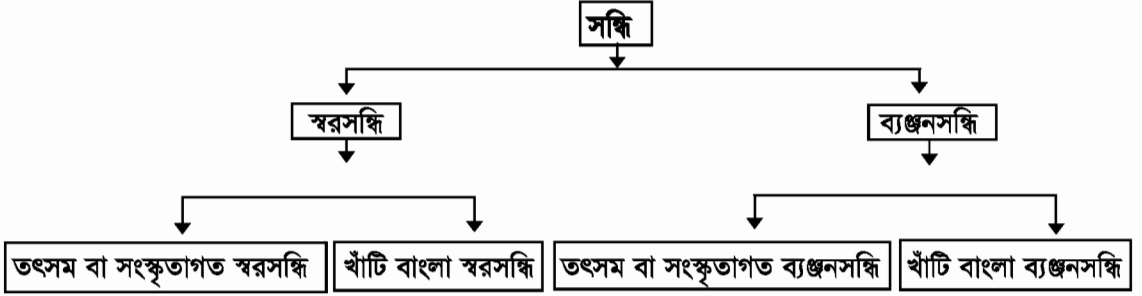 সন্ধি
স্বরসন্ধি ব্যঞ্জনসন্ধি
তৎসম বা সংস্কৃতাগত স্বরসন্ধি খাঁটি বাংলা স্বরসন্ধি তৎসম বা সংস্কৃতাগত ব্যঞ্জনসন্ধি খাঁটি বাংলা ব্যঞ্জনসন্ধি